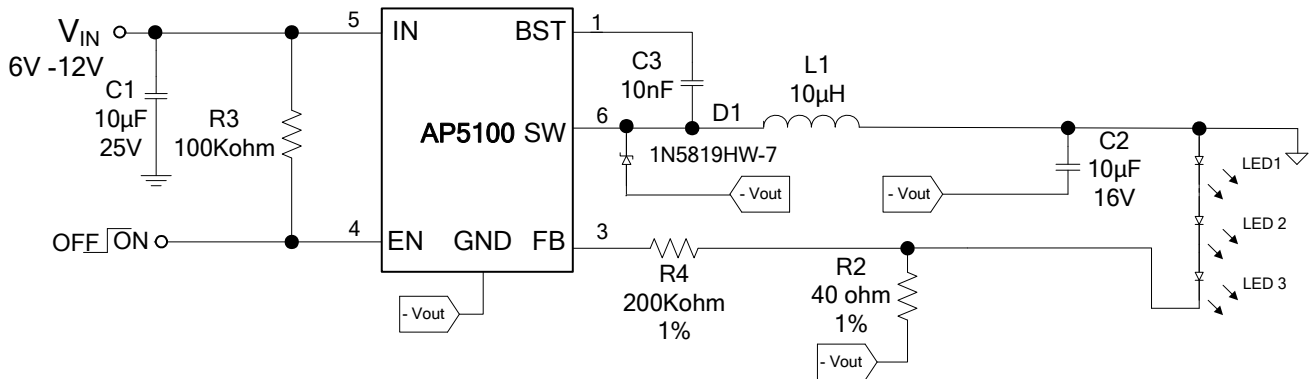 VIN
6V -12V
C1
10µF
25V
R3
100Kohm
OFF ON
5
IN
BST
1
AP5100
SW
6
4
EN
GND
FB
3
C3
10nF
D1
1N5819HW-7
L1
10µH
- Vout
- Vout
C2
10µF
16V
LED1
LED 2
LED 3
R4
200Kohm
1%
R2
40 ohm
1%
- Vout
- Vout